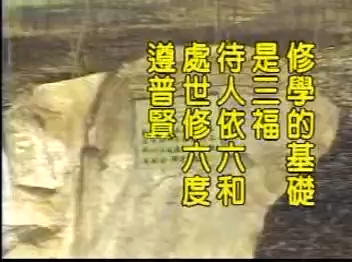 修學的基礎
是三福
待人依六和
處世修六度
遵普賢